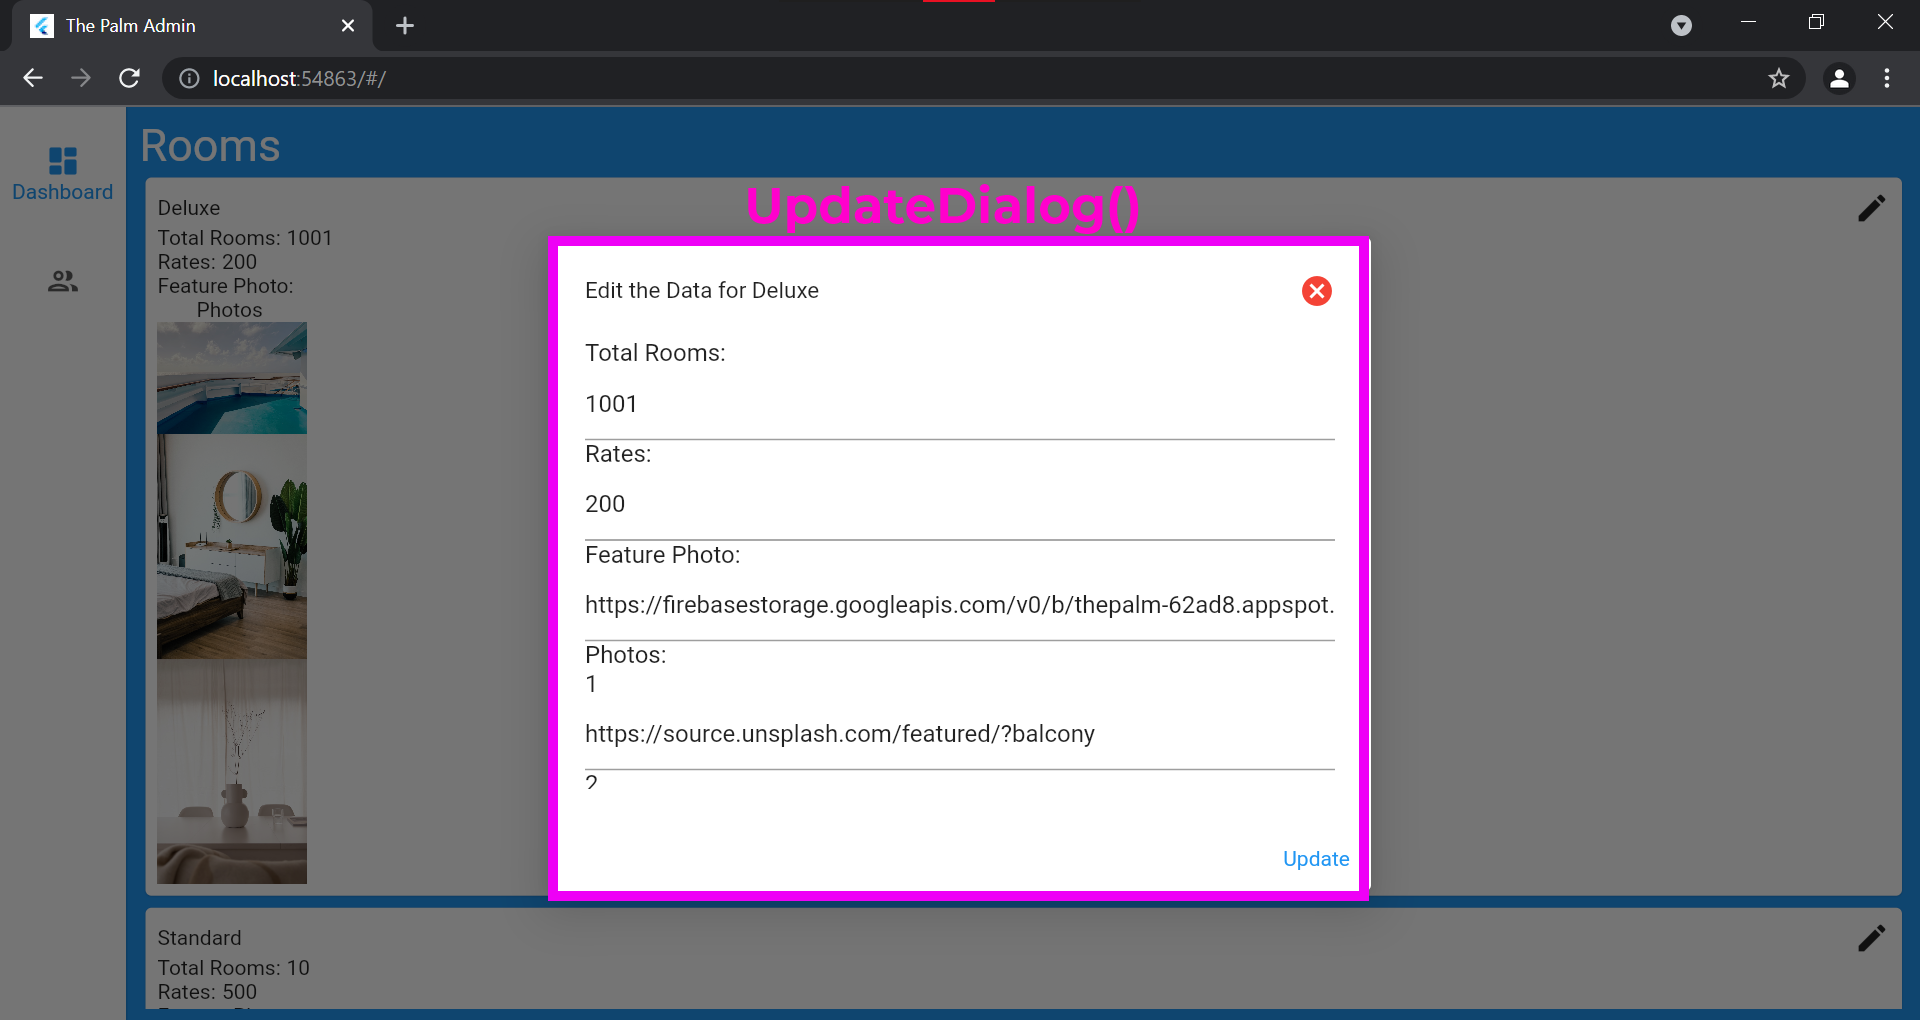 The Palm Admin
localhost:54863/#/
Rooms
Dashboard
Deluxe
Total Rooms: 1001
Rates: 200
Feature Photo:
Photos
UpdateDialog()
Edit the Data for Deluxe
Total Rooms:
1001
Rates:
200
Feature Photo:
https://firebasestorage.googleapis.com/v0/b/thepalm-62ad8.appspot.
Photos:
1
https://source.unsplash.com/featured/?balcony
2
Update
Standard
Total Rooms: 10
Rates: 500